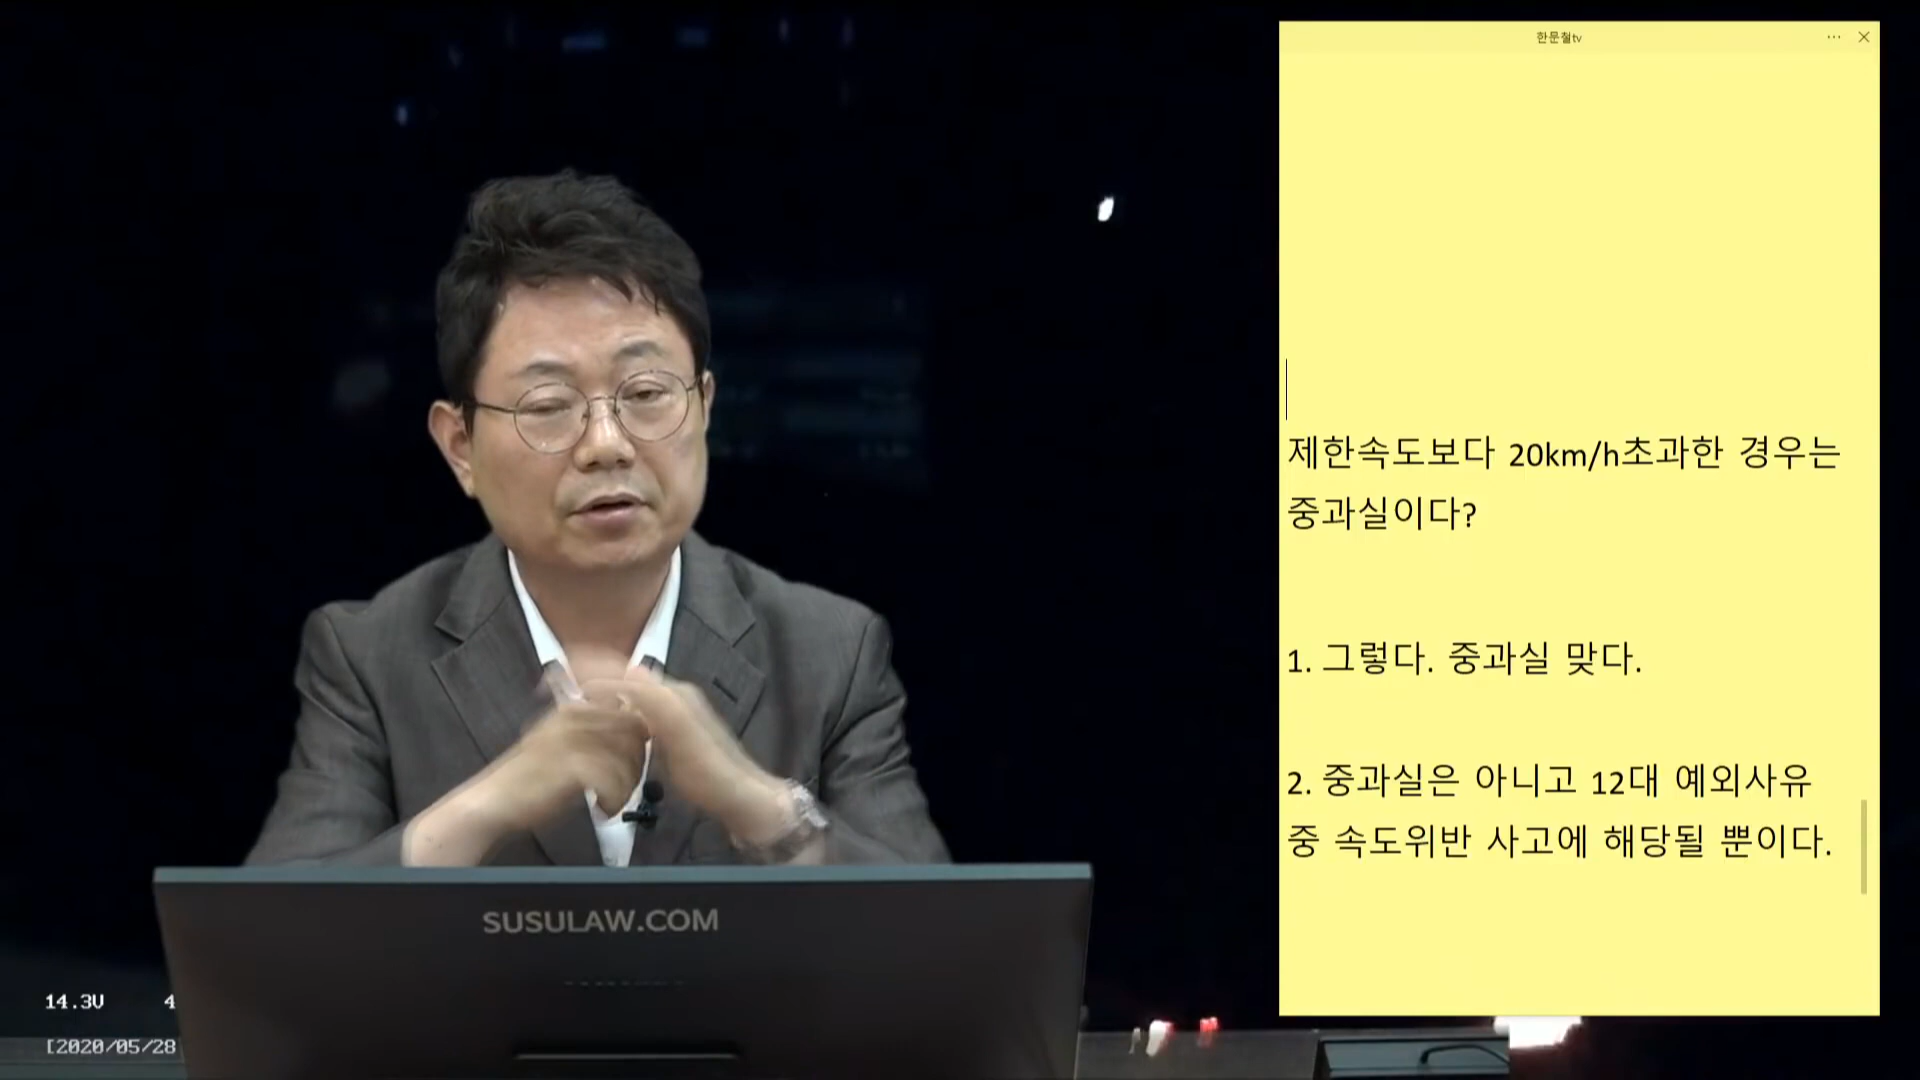 한문철tv
제한속도보다 20km/h초과한 경우는
중과실이다?
1. 그렇다. 중과실 맞다.
2. 중과실은 아니고 12대 예외사유
중 속도위반 사고에 해당될 뿐이다.
SUSULAW.COM
14.3V 4
[2020/05/28